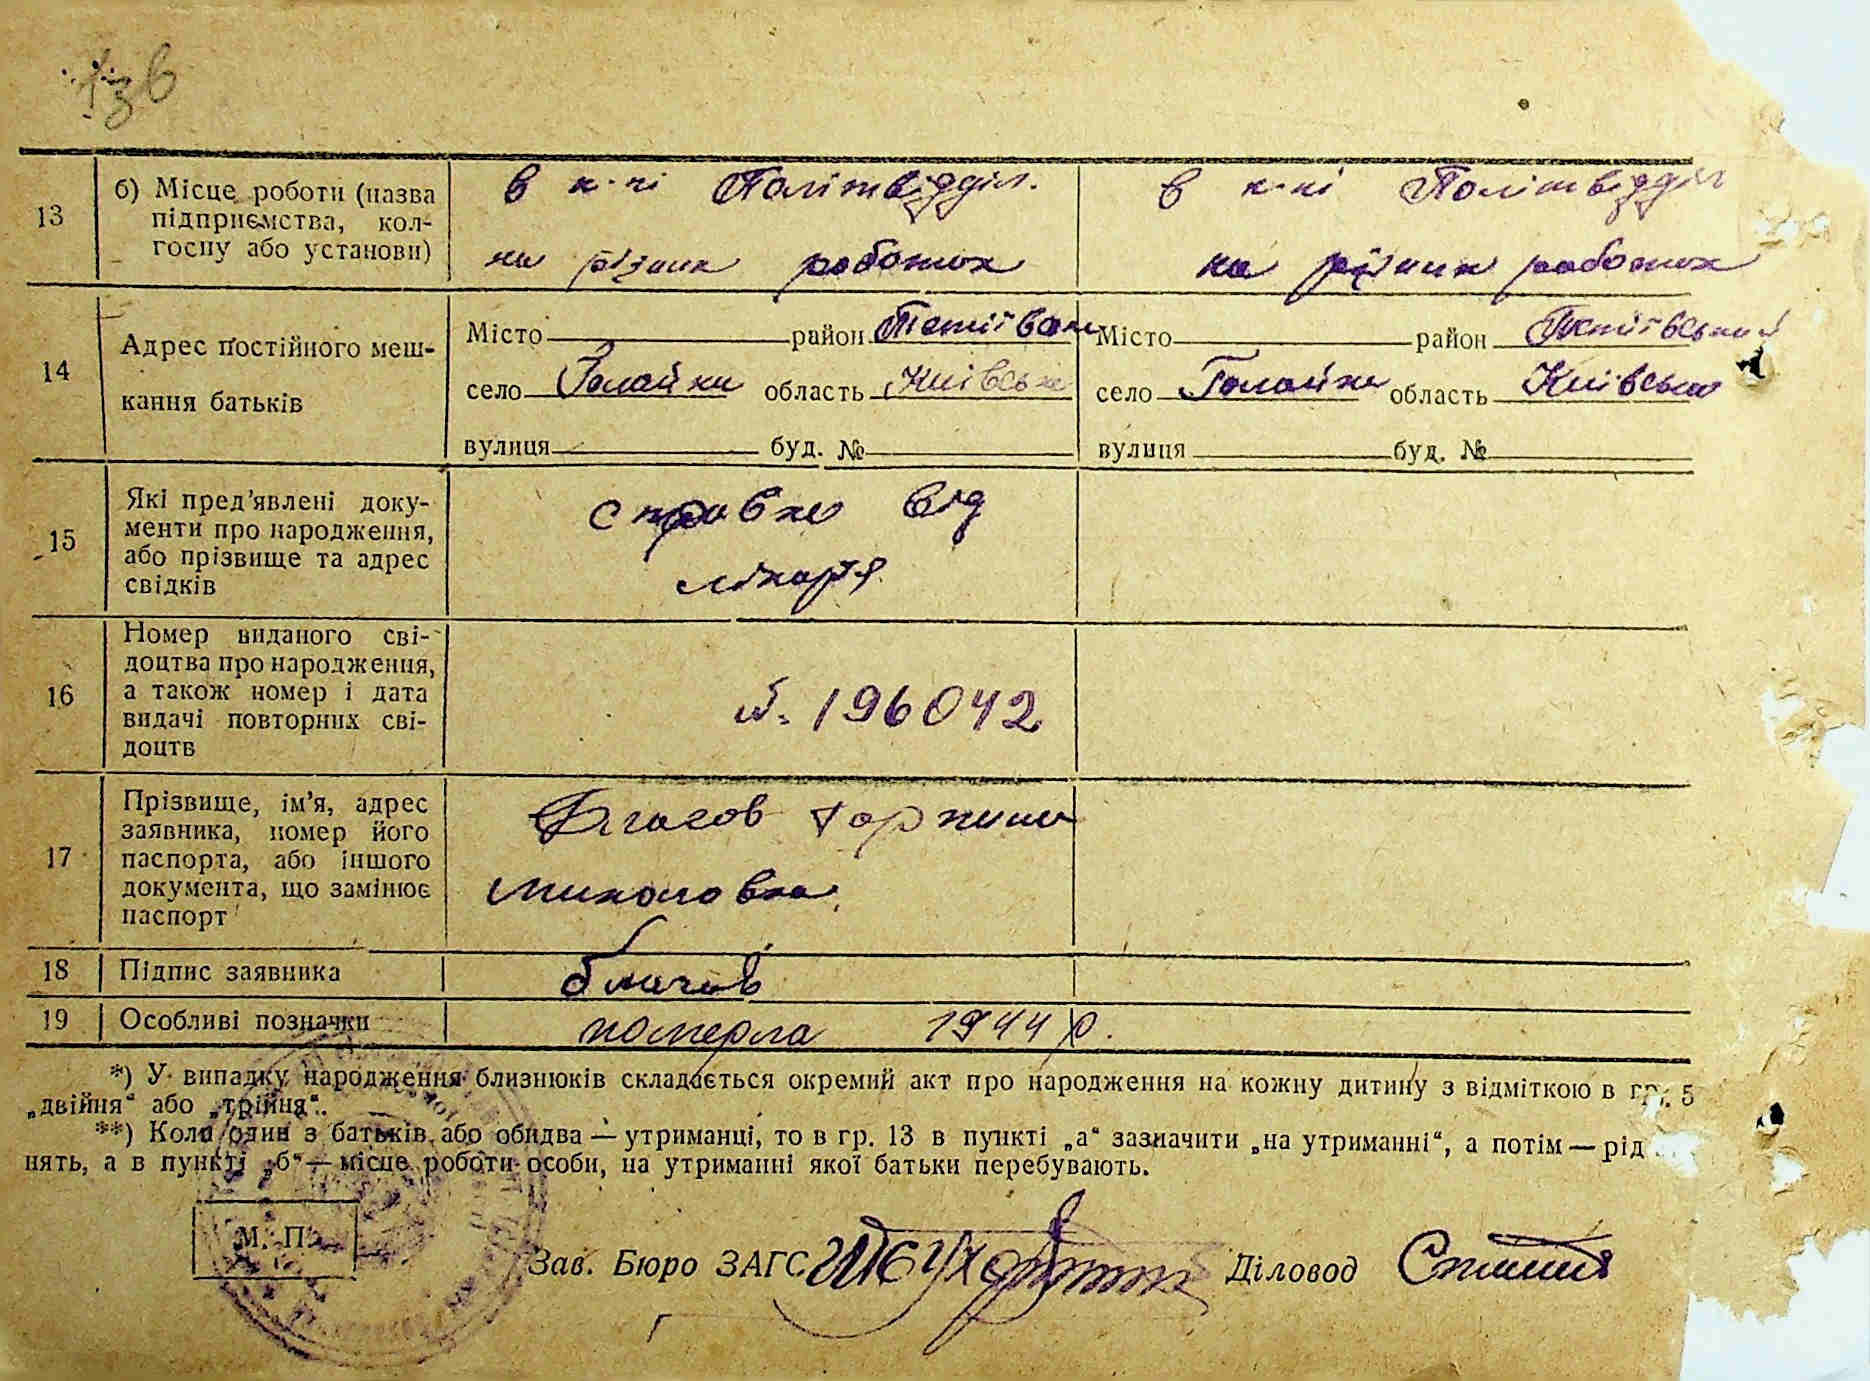 136
13
б) Місце роботи (назва
підприємства, кол-
госпу або установи)
в к-пі Політвідділ.
на різних роботах
в к-пі Політвідділ
на різних роботах
14
Адрес постійного меш-
кання батьків
Місто район Тетіївськ
село Голайки область Київська
вулиця буд. №
Місто район Тетіївський
село Голайки область Київська
вулиця буд. №
15
Які пред'явлені доку-
менти про народження,
або прізвище та адрес
свідків
справка від
лікаря
16
Номер виданого сві-
доцтва про народження,
а також номер і дата
видачі повторних сві-
доцтв
№ 196042
17
Прізвище, ім'я, адрес
заявника, номер його
паспорта, або іншого
документа, що замінює
паспорт
Горпина
Миколовна
18
Підпис заявника
19
Особливі позначки
померла 1944 р.
*) У випадку народження близнюків складається окремий акт про народження на кожну дитину з відміткою в гр. 5
„двійня“ або „трійня“.
**) Коли один з батьків або обидва — утриманці, то в гр. 13 в пункті „а“ зазначити „на утриманні“, а потім — рід
нять, а в пункті „б“ — місце роботи особи, на утриманні якої батьки перебувають.
М. П.
Зав. Бюро ЗАГС Діловод